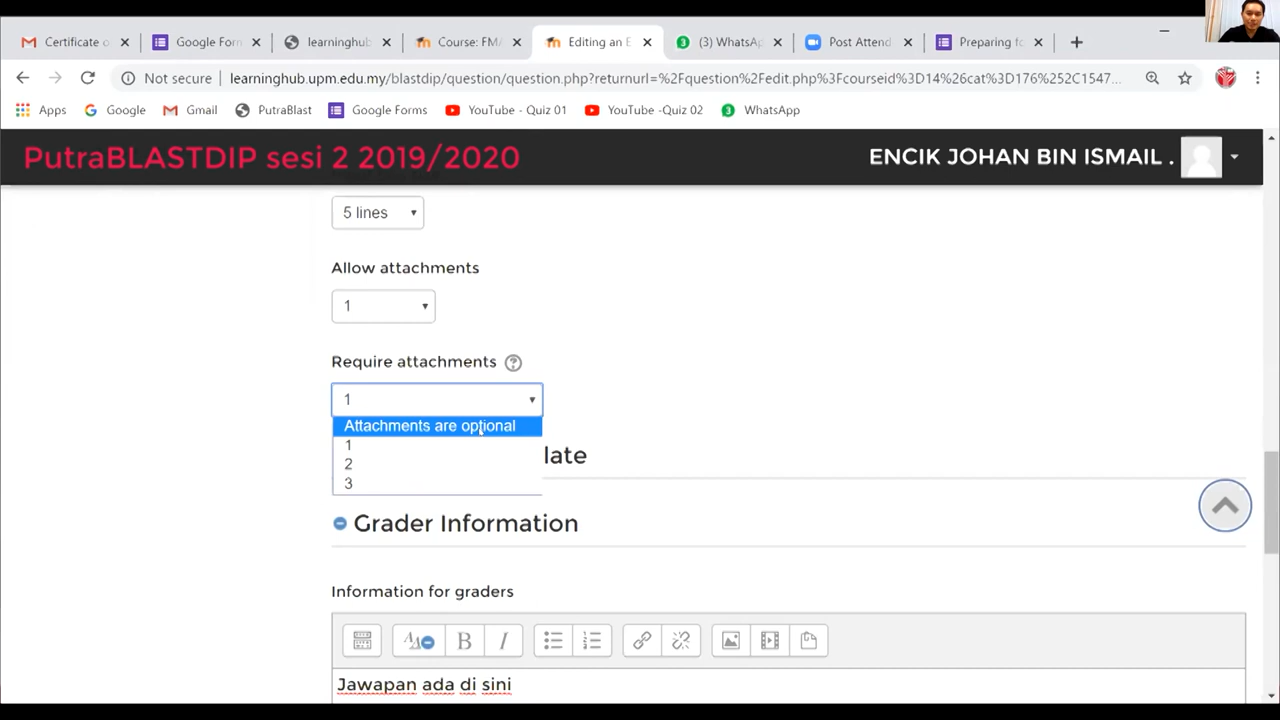 Certificate o
Google Form
learninghub
Course: FMA
Editing an E
(3) WhatsAp
Post Attend
Preparing fo
Not secure
learninghub.upm.edu.my/blastdip/question/question.php?returnurl=%2Fquestion%2Fedit.php%3Fcourseid%3D14%26cat%3D176%252C1547...
Apps
Google
Gmail
PutraBlast
Google Forms
YouTube - Quiz 01
YouTube -Quiz 02
WhatsApp
PutraBLASTDIP sesi 2 2019/2020
ENCIK JOHAN BIN ISMAIL .
5 lines
Allow attachments
1
Require attachments
1
Attachments are optional
1
2
3
late
Grader Information
Information for graders
B
I
Jawapan ada di sini